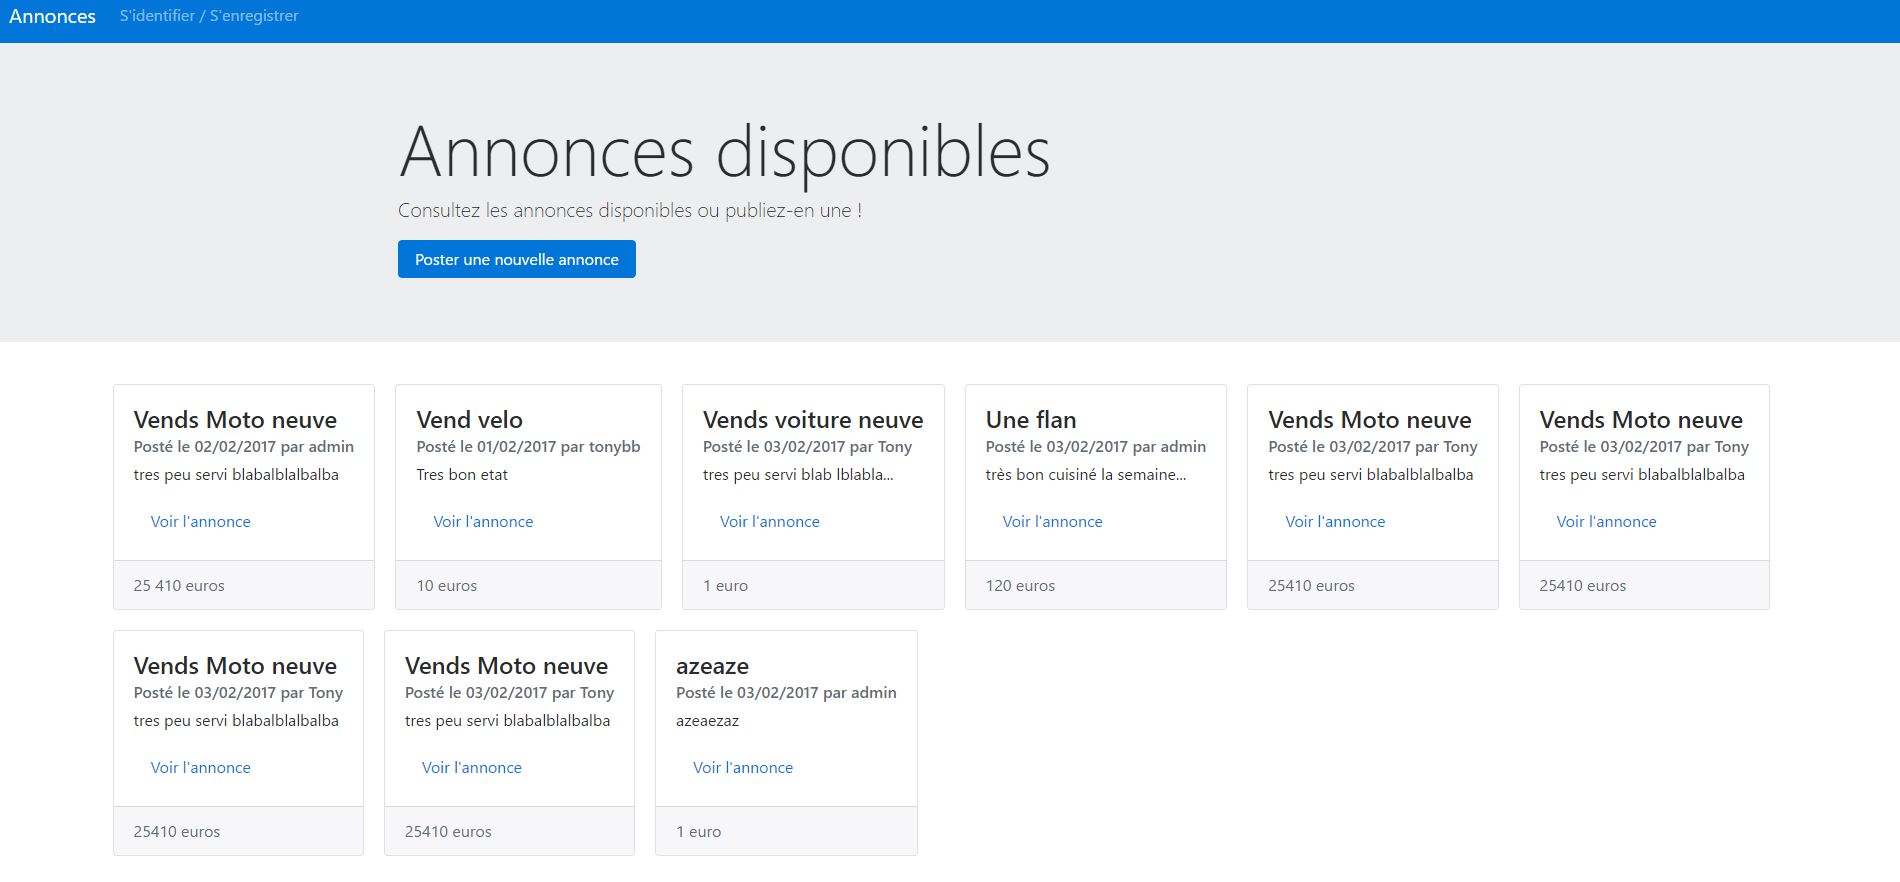 Annonces S'identifier / S'enregistrer
Annonces disponibles
Consultez les annonces disponibles ou publiez-en une !
Poster une nouvelle annonce
Vends Moto neuve
Posté le 02/02/2017 par admin
tres peu servi blabalblalbalba
Voir l'annonce
25 410 euros
Vend velo
Posté le 01/02/2017 par tonybb
Tres bon etat
Voir l'annonce
10 euros
Vends voiture neuve
Posté le 03/02/2017 par Tony
tres peu servi blab lblabla...
Voir l'annonce
1 euro
Une flan
Posté le 03/02/2017 par admin
très bon cuisiné la semaine...
Voir l'annonce
120 euros
Vends Moto neuve
Posté le 03/02/2017 par Tony
tres peu servi blabalblalbalba
Voir l'annonce
25410 euros
Vends Moto neuve
Posté le 03/02/2017 par Tony
tres peu servi blabalblalbalba
Voir l'annonce
25410 euros
Vends Moto neuve
Posté le 03/02/2017 par Tony
tres peu servi blabalblalbalba
Voir l'annonce
25410 euros
Vends Moto neuve
Posté le 03/02/2017 par Tony
tres peu servi blabalblalbalba
Voir l'annonce
25410 euros
azeaze
Posté le 03/02/2017 par admin
azeaezaz
Voir l'annonce
1 euro